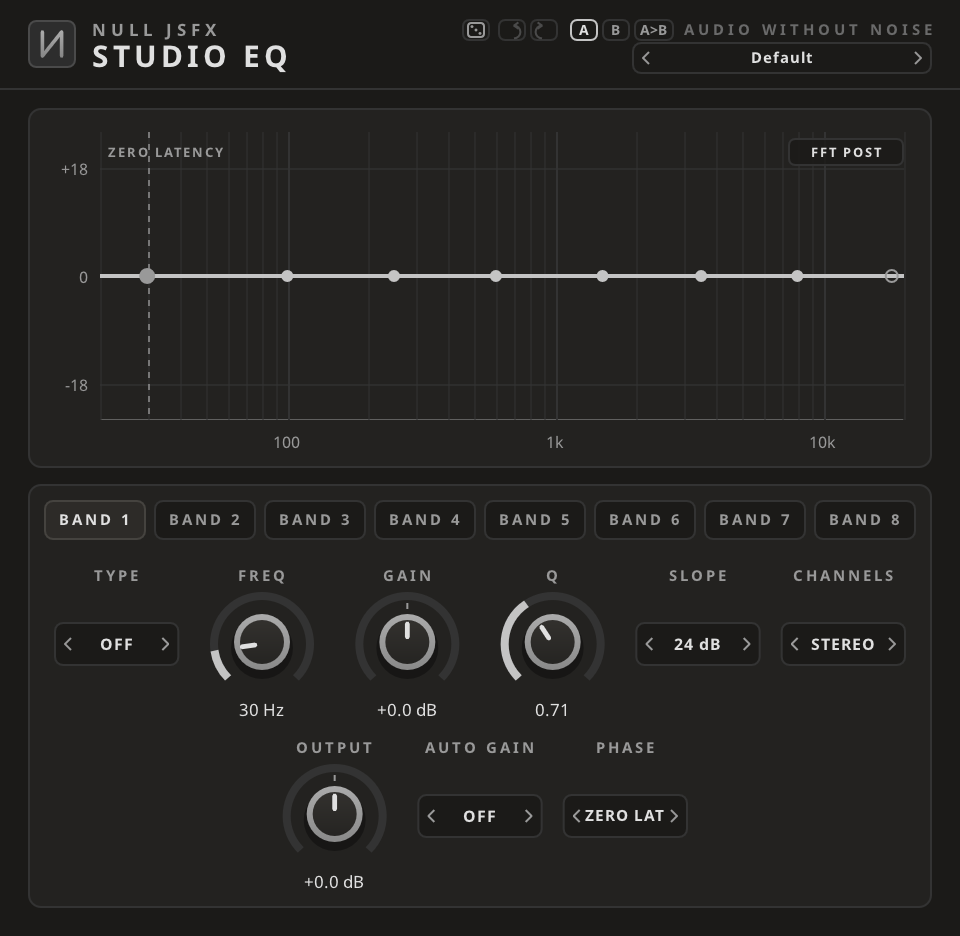 NULL JSFX
STUDIO EQ
A B A>B AUDIO WITHOUT NOISE
Default
ZERO LATENCY
FFT POST
+18
0
-18
100 1k 10k
BAND 1 BAND 2 BAND 3 BAND 4 BAND 5 BAND 6 BAND 7 BAND 8
TYPE FREQ GAIN Q SLOPE CHANNELS
OFF 24 dB STEREO
30 Hz +0.0 dB 0.71
OUTPUT AUTO GAIN PHASE
OFF ZERO LAT
+0.0 dB